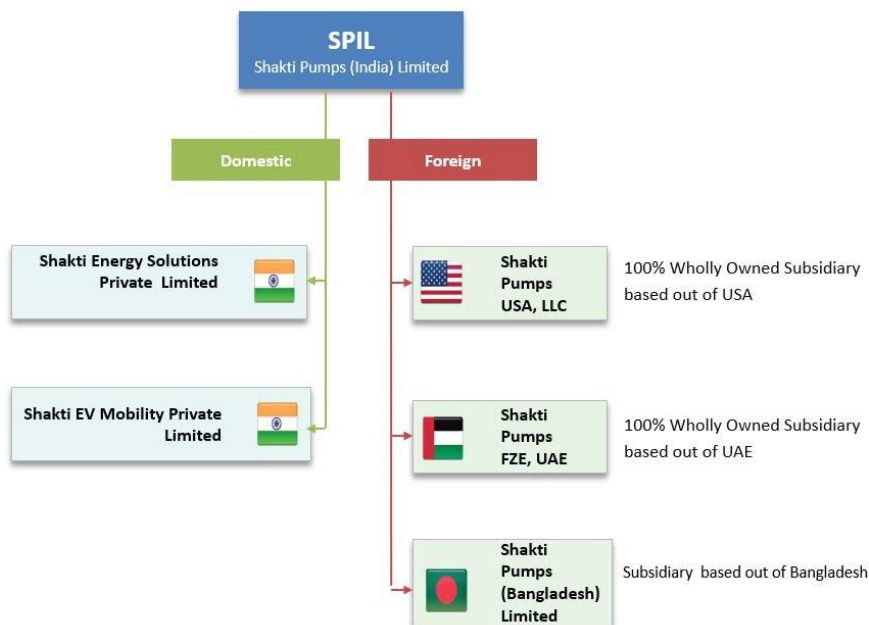 SPIL
Shakti Pumps (India) Limited
Domestic
Foreign
Shakti Energy Solutions
Private Limited
Shakti EV Mobility Private
Limited
Shakti
Pumps
USA, LLC
100% Wholly Owned Subsidiary
based out of USA
Shakti
Pumps
FZE, UAE
100% Wholly Owned Subsidiary
based out of UAE
Shakti
Pumps
(Bangladesh)
Limited
Subsidiary based out of Bangladesh